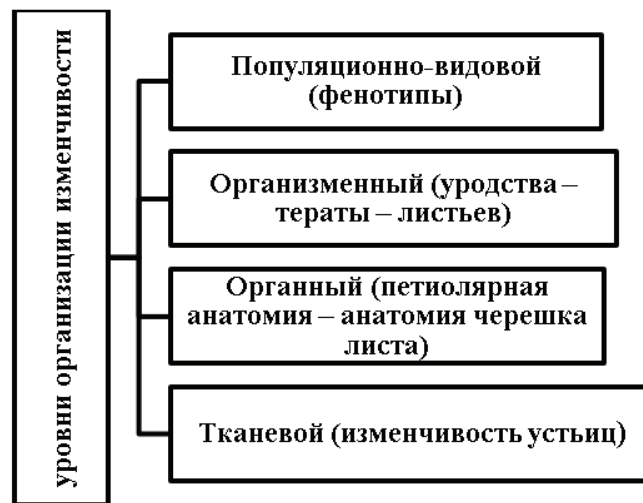 уровни организации изменчивости
Популяционно-видовой
(фенотипы)
Организменный (уродства –
тераты – листьев)
Органный (петиолярная
анатомия – анатомия черешка
листа)
Тканевой (изменчивость устьиц)